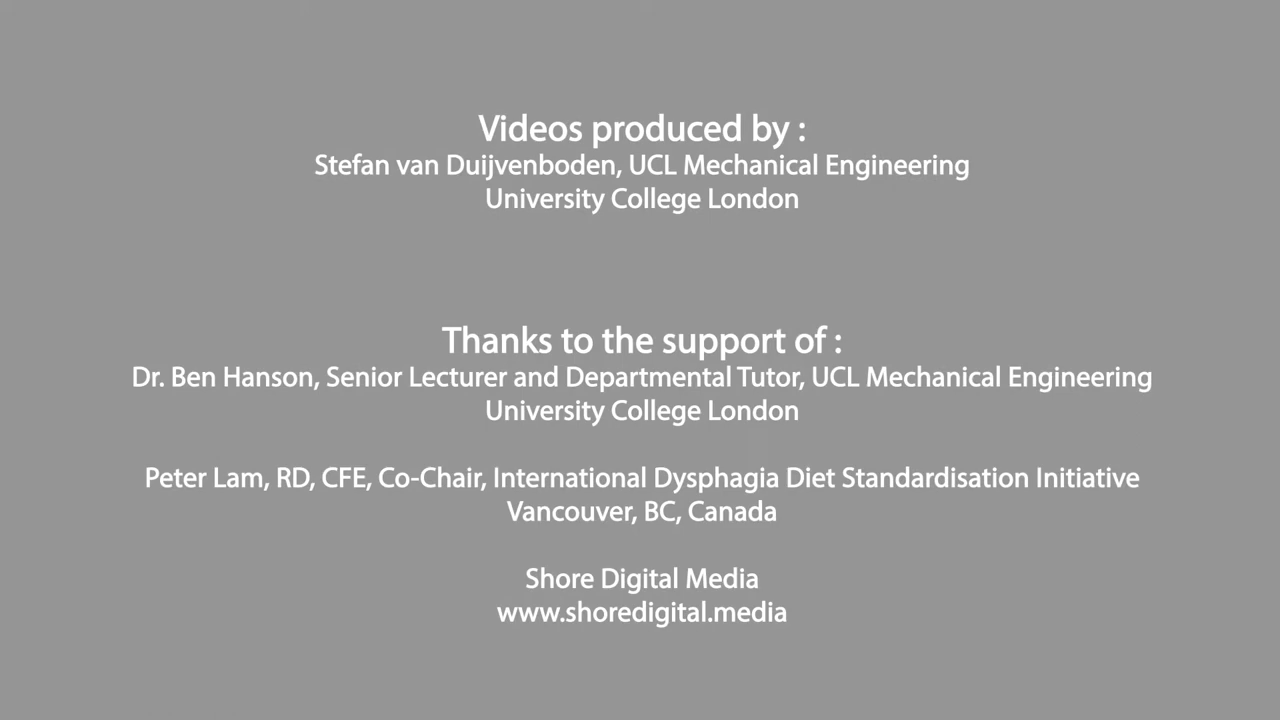 Videos produced by :
Stefan van Duijvenboden, UCL Mechanical Engineering
University College London
Thanks to the support of :
Dr. Ben Hanson, Senior Lecturer and Departmental Tutor, UCL Mechanical Engineering
University College London
Peter Lam, RD, CFE, Co-Chair, International Dysphagia Diet Standardisation Initiative
Vancouver, BC, Canada
Shore Digital Media
www.shoredigital.media